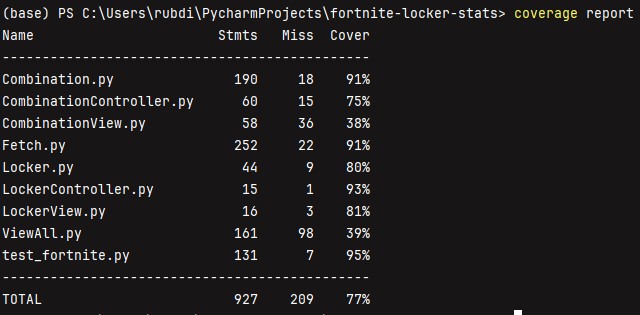 (base) PS C:\Users\rubdi\PycharmProjects\fortnite-locker-stats> coverage report
Name                       Stmts   Miss  Cover
----------------------------------------------
Combination.py               190     18    91%
CombinationController.py      60     15    75%
CombinationView.py            58     36    38%
Fetch.py                     252     22    91%
Locker.py                     44      9    80%
LockerController.py           15      1    93%
LockerView.py                 16      3    81%
ViewAll.py                   161     98    39%
test_fortnite.py             131      7    95%
----------------------------------------------
TOTAL                        927    209    77%